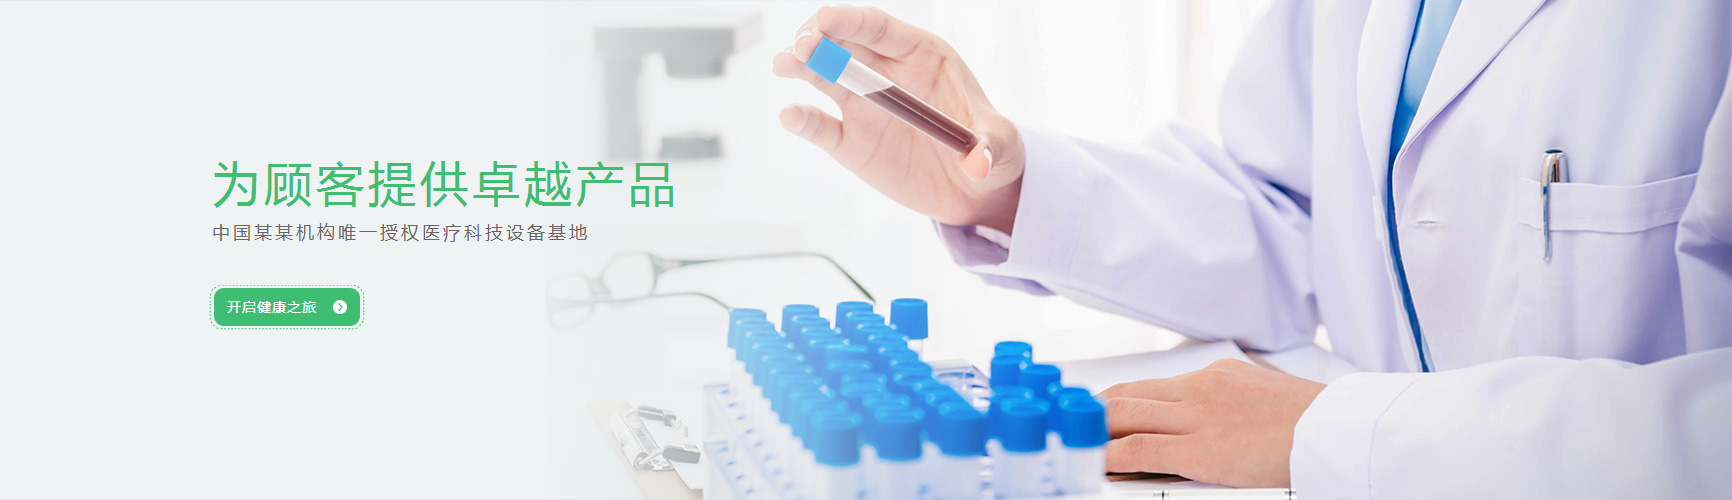 为顾客提供卓越产品
中国某某机构唯一授权医疗科技设备基地
开启健康之旅